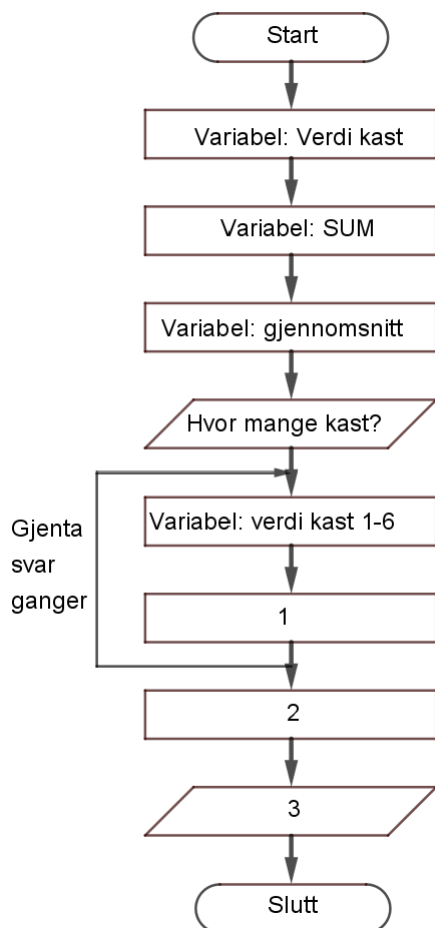 Start
Variabel: Verdi kast
Variabel: SUM
Variabel: gjennomsnitt
Hvor mange kast?
Gjenta
svar
ganger
Variabel: verdi kast 1-6
1
2
3
Slutt